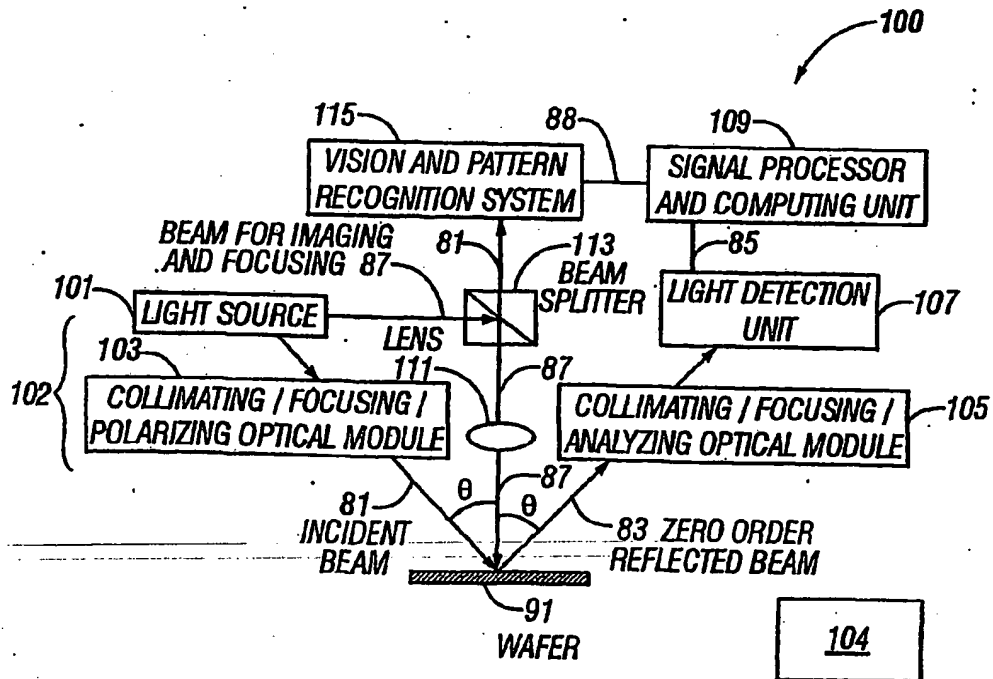 100
115
88
109
VISION AND PATTERN
RECOGNITION SYSTEM
SIGNAL PROCESSOR
AND COMPUTING UNIT
BEAM FOR IMAGING
AND FOCUSING 87
81
113
BEAM
SPLITTER
85
101
LIGHT SOURCE
LENS
111
LIGHT DETECTION
UNIT
107
102
103
87
COLLIMATING / FOCUSING /
POLARIZING OPTICAL MODULE
COLLIMATING / FOCUSING /
ANALYZING OPTICAL MODULE
105
87
θ
θ
81
INCIDENT
BEAM
83 ZERO ORDER
REFLECTED BEAM
91
WAFER
104